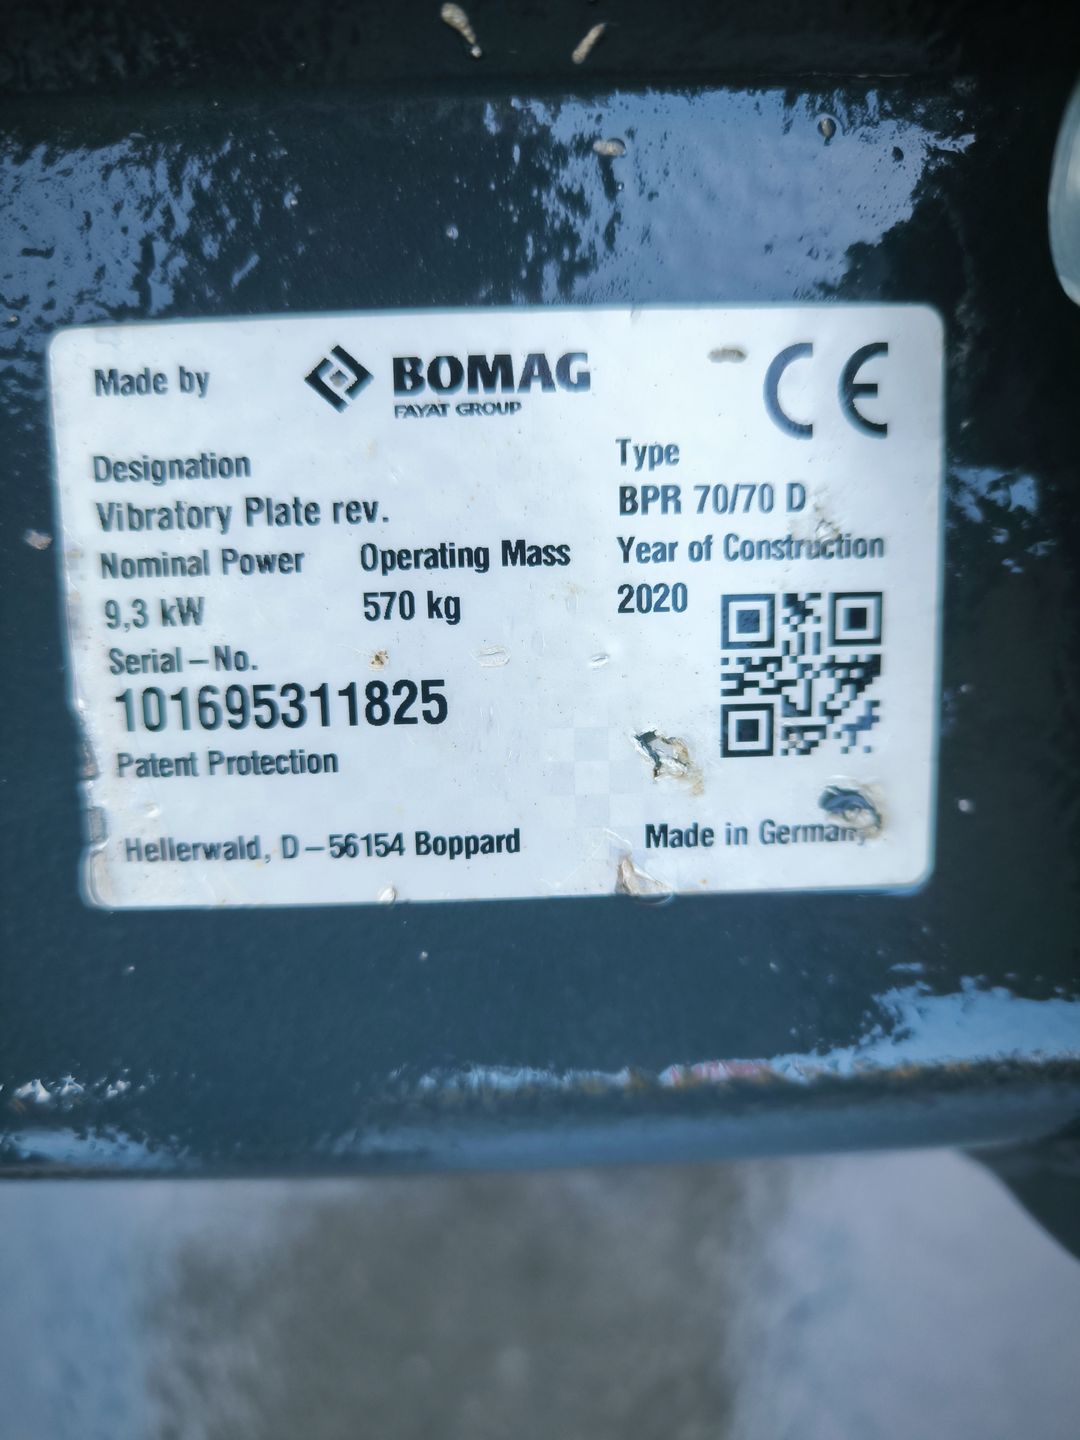 Made by BOMAG
FAYAT GROUP
CE
Designation
Type
Vibratory Plate rev.
BPR 70/70 D
Nominal Power Operating Mass
Year of Construction
9,3 kW 570 kg
2020
Serial-No.
101695311825
Patent Protection
Hellerwald, D-56154 Boppard
Made in Germany